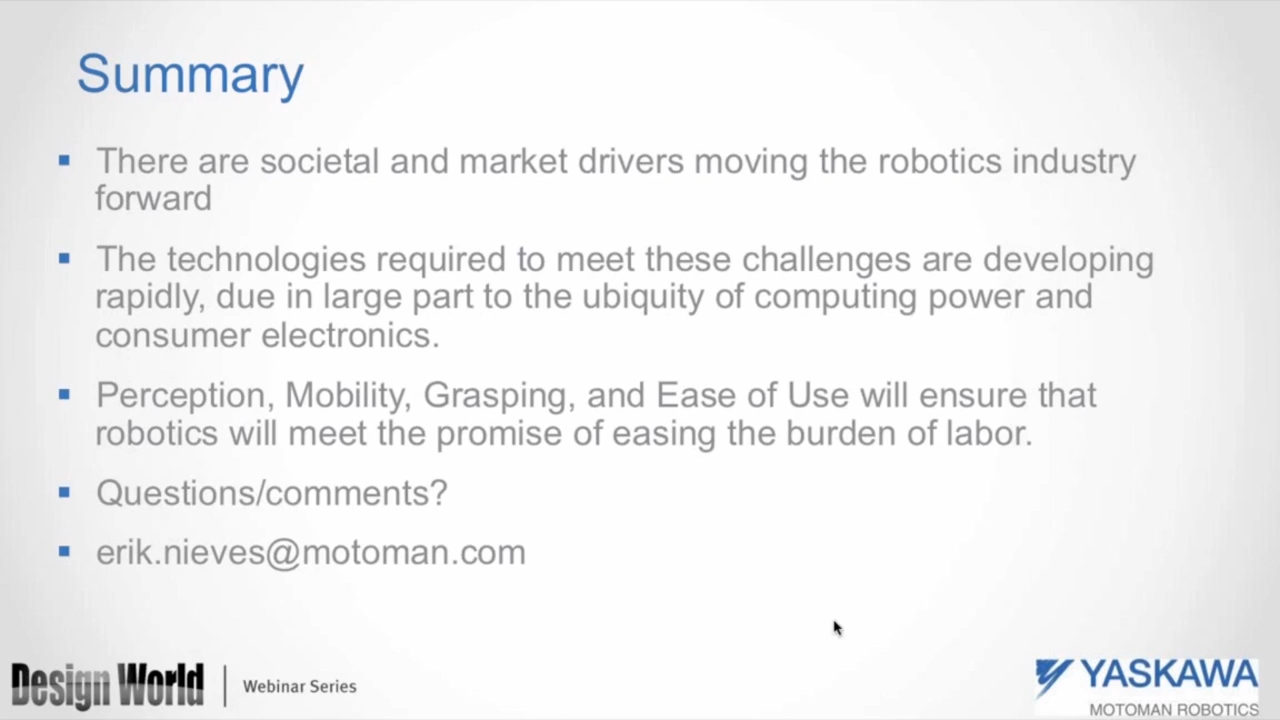 Summary
There are societal and market drivers moving the robotics industry
forward
The technologies required to meet these challenges are developing
rapidly, due in large part to the ubiquity of computing power and
consumer electronics.
Perception, Mobility, Grasping, and Ease of Use will ensure that
robotics will meet the promise of easing the burden of labor.
Questions/comments?
erik.nieves@motoman.com
Design World
Webinar Series
YASKAWA
MOTOMAN ROBOTICS